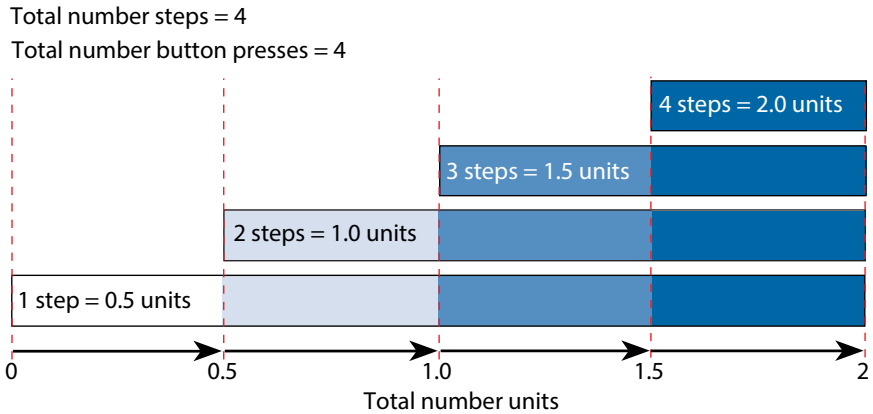 Total number steps = 4
Total number button presses = 4
4 steps = 2.0 units
3 steps = 1.5 units
2 steps = 1.0 units
1 step = 0.5 units
0 0.5 1.0 1.5 2
Total number units